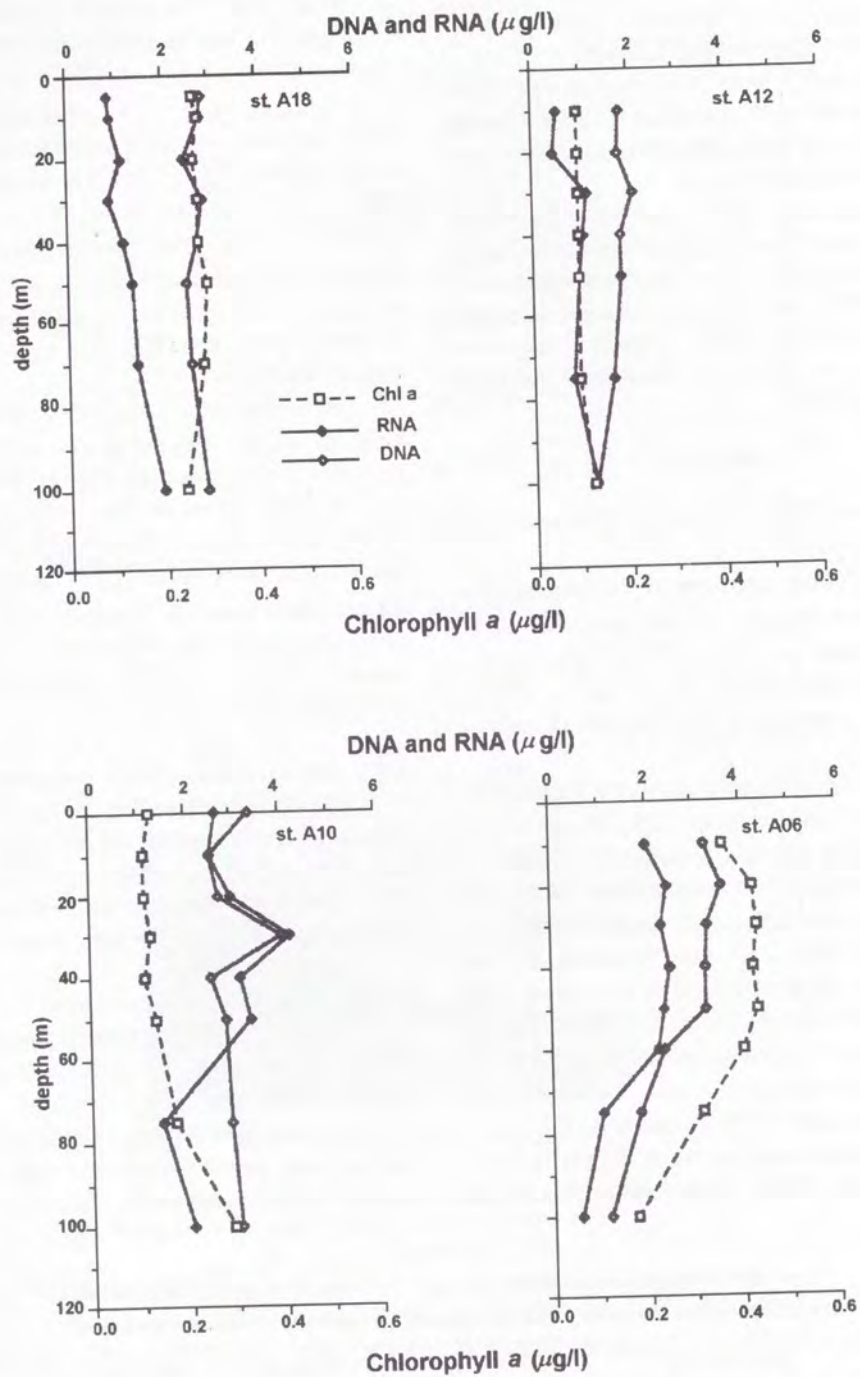 DNA and RNA (μg/l)
0 2 4 6
0 2 4 6
st. A18
st. A12
0
20
40
60
80
100
120
depth (m)
Chl a
RNA
DNA
0.0 0.2 0.4 0.6
0.0 0.2 0.4 0.6
Chlorophyll a (μg/l)
DNA and RNA (μg/l)
0 2 4 6
0 2 4 6
st. A10
st. A06
0
20
40
60
80
100
120
depth (m)
0.0 0.2 0.4 0.6
0.0 0.2 0.4 0.6
Chlorophyll a (μg/l)